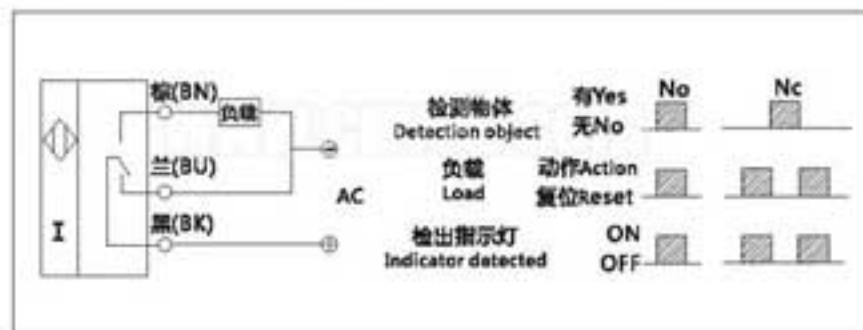 棕(BN)
负载
兰(BU)
AC
黑(BK)
I
检测物体
Detection object
有Yes
无No
No
Nc
负载
Load
动作Action
复位Reset
检出指示灯
Indicator detected
ON
OFF